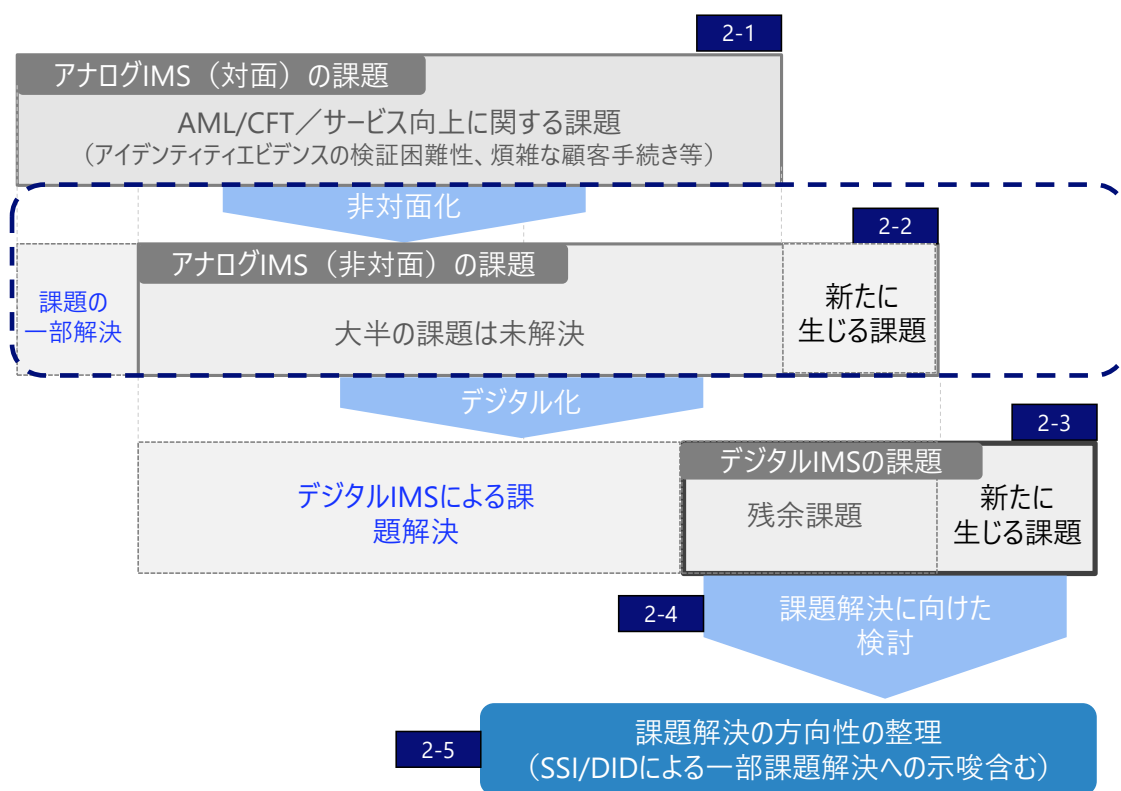 2-1
アナログIMS（対面）の課題
AML/CFT／サービス向上に関する課題
（アイデンティティエビデンスの検証困難性、煩雑な顧客手続き等）
非対面化
2-2
アナログIMS（非対面）の課題
課題の
一部解決
大半の課題は未解決
新たに
生じる課題
デジタル化
2-3
デジタルIMSの課題
デジタルIMSによる課
題解決
残余課題
新たに
生じる課題
2-4
課題解決に向けた
検討
2-5
課題解決の方向性の整理
（SSI/DIDによる一部課題解決への示唆含む）